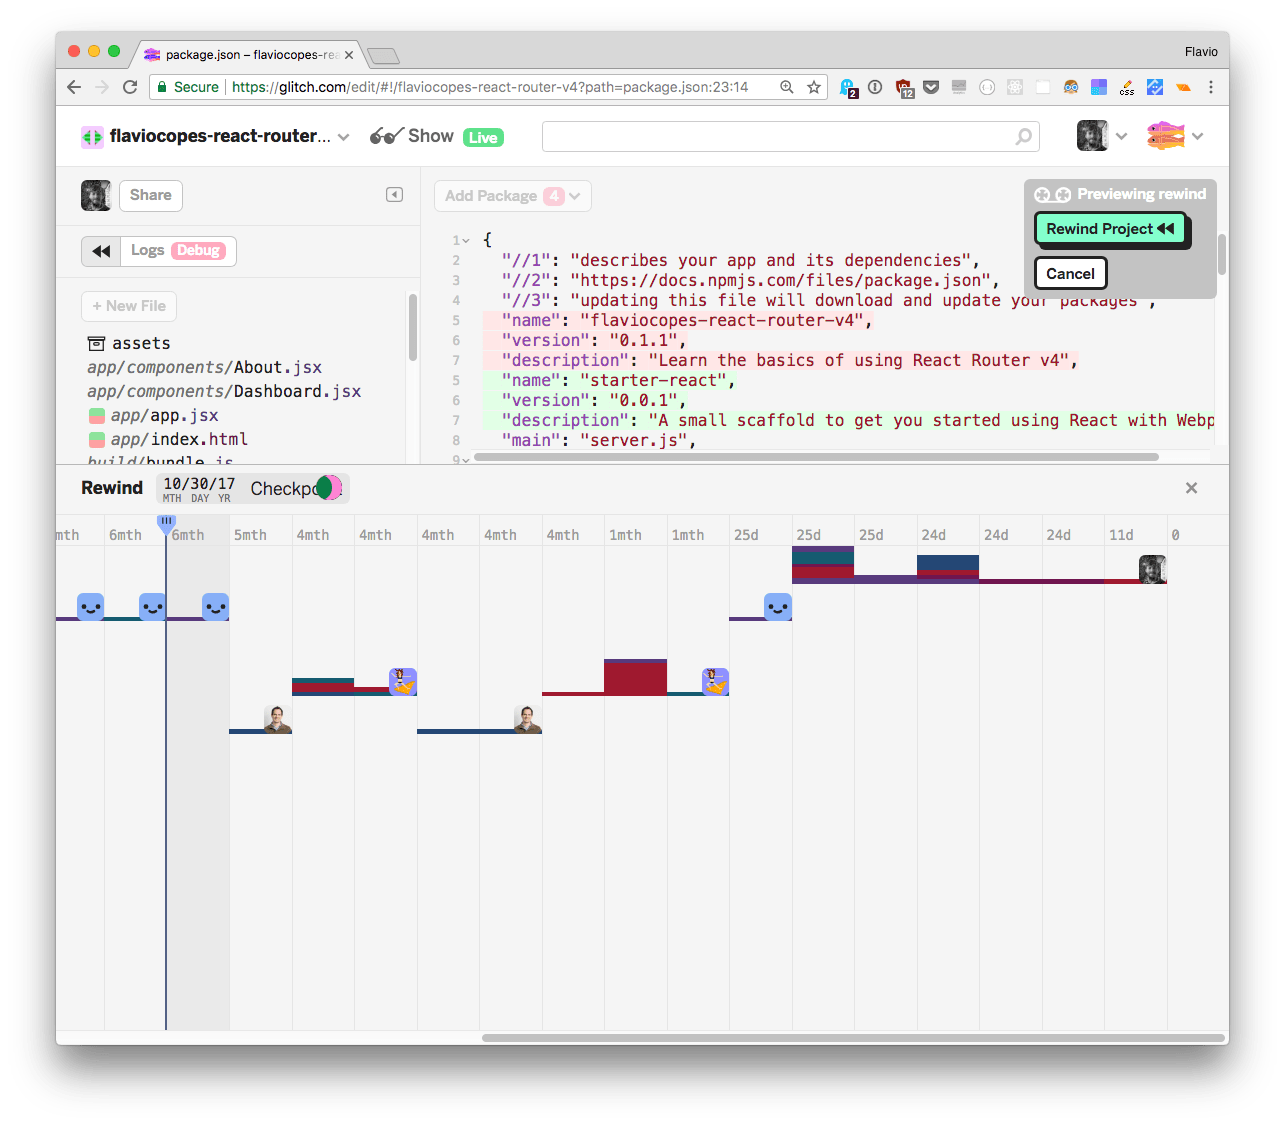 package.json – flaviocopes-rea
Flavio
Secure https://glitch.com/edit/#!/flaviocopes-react-router-v4?path=package.json:23:14
2
12
css
flaviocopes-react-router...
Show Live
Share
Add Package 4
Previewing rewind
Rewind Project
Cancel
Logs Debug
+ New File
assets
app/components/About.jsx
app/components/Dashboard.jsx
app/app.jsx
app/index.html
build/bundle.js
1 {
2 "//1": "describes your app and its dependencies",
3 "//2": "https://docs.npmjs.com/files/package.json",
4 "//3": "updating this file will download and update your packages",
5 "name": "flaviocopes-react-router-v4",
6 "version": "0.1.1",
7 "description": "Learn the basics of using React Router v4",
5 "name": "starter-react",
6 "version": "0.0.1",
7 "description": "A small scaffold to get you started using React with Webp
8 "main": "server.js",
9
Rewind 10/30/17 Checkpo
MTH DAY YR
mth 6mth 6mth 5mth 4mth 4mth 4mth 4mth 4mth 1mth 1mth 25d 25d 25d 24d 24d 24d 11d 0